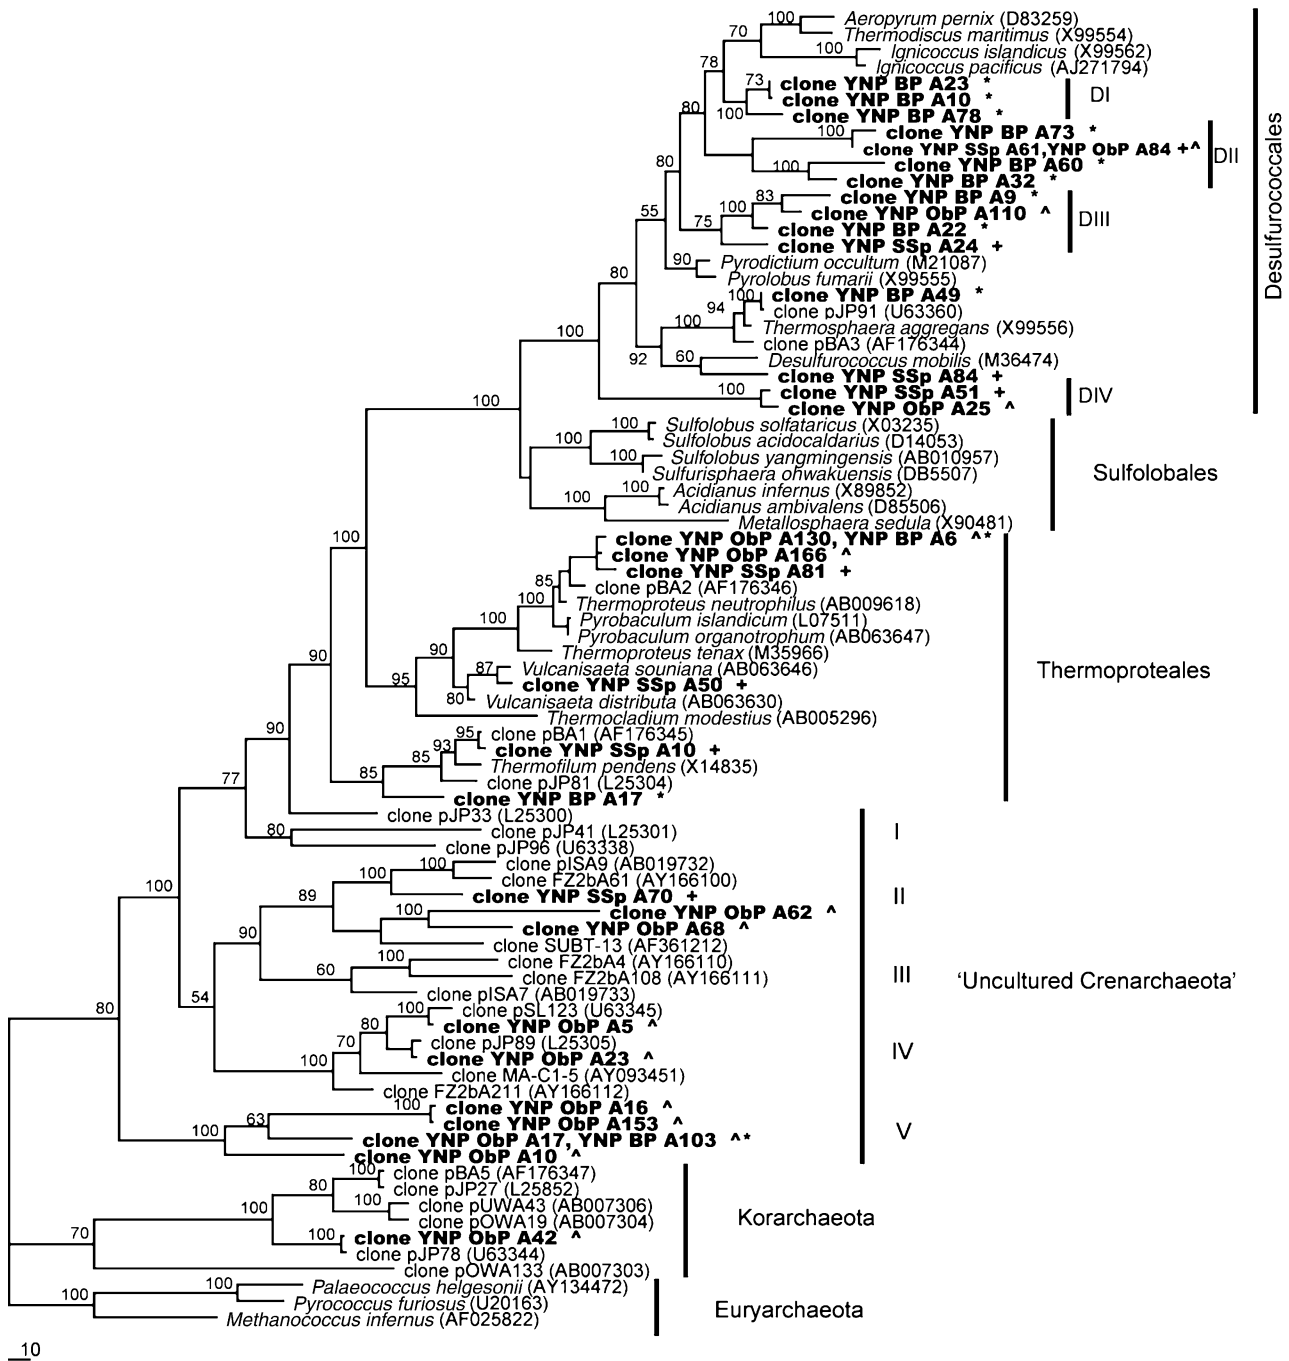 100 Aeropyrum pernix (D83259)
70 Thermodiscus maritimus (X99554)
100 Ignicoccus islandicus (X99562)
78 Ignicoccus pacificus (AJ271794)
73 clone YNP BP A23 *
clone YNP BP A10 * DI
80 100 clone YNP BP A78 *
100 clone YNP BP A73 *
clone YNP SSp A61,YNP ObP A84 +^ DII
80 100 clone YNP BP A60 *
clone YNP BP A32 *
83 clone YNP BP A9 *
55 100 clone YNP ObP A110 ^ DIII
75 clone YNP BP A22 *
clone YNP SSp A24 +
Desulfurococcales
90 Pyrodictium occultum (M21087)
80 Pyrolobus fumarii (X99555)
100 clone YNP BP A49 *
94 clone pJP91 (U63360)
100 Thermosphaera aggregans (X99556)
100 clone pBA3 (AF176344)
92 60 Desulfurococcus mobilis (M36474)
clone YNP SSp A84 +
100 clone YNP SSp A51 + DIV
100 clone YNP ObP A25 ^
100 Sulfolobus solfataricus (X03235)
100 Sulfolobus acidocaldarius (D14053)
100 Sulfolobus yangmingensis (AB010957)
Sulfurisphaera ohwakuensis (DB5507) Sulfolobales
100 Acidianus infernus (X89852)
100 Acidianus ambivalens (D85506)
Metallosphaera sedula (X90481)
100 clone YNP ObP A130, YNP BP A6 ^*
clone YNP ObP A166 ^
clone YNP SSp A81 +
85 clone pBA2 (AF176346)
100 Thermoproteus neutrophilus (AB009618)
100 Pyrobaculum islandicum (L07511)
Pyrobaculum organotrophum (AB063647)
90 90 Thermoproteus tenax (M35966)
87 Vulcanisaeta souniana (AB063646) Thermoproteales
95 clone YNP SSp A50 +
80 Vulcanisaeta distributa (AB063630)
Thermocladium modestius (AB005296)
90 95 clone pBA1 (AF176345)
93 clone YNP SSp A10 +
85 Thermofilum pendens (X14835)
77 85 clone pJP81 (L25304)
clone YNP BP A17 *
clone pJP33 (L25300)
80 clone pJP41 (L25301) I
clone pJP96 (U63338)
100 clone pISA9 (AB019732)
100 clone FZ2bA61 (AY166100)
100 89 clone YNP SSp A70 + II
100 clone YNP ObP A62 ^
90 clone YNP ObP A68 ^
clone SUBT-13 (AF361212)
100 clone FZ2bA4 (AY166110)
60 clone FZ2bA108 (AY166111) III 'Uncultured Crenarchaeota'
54 clone pISA7 (AB019733)
80 100 clone pSL123 (U63345)
80 clone YNP ObP A5 ^
70 clone pJP89 (L25305) IV
100 clone YNP ObP A23 ^
clone MA-C1-5 (AY093451)
clone FZ2bA211 (AY166112)
100 clone YNP ObP A16 ^
63 clone YNP ObP A153 ^
100 clone YNP ObP A17, YNP BP A103 ^* V
clone YNP ObP A10 ^
100 clone pBA5 (AF176347)
80 clone pJP27 (L25852)
100 100 clone pUWA43 (AB007306)
clone pOWA19 (AB007304) Korarchaeota
70 100 clone YNP ObP A42 ^
clone pJP78 (U63344)
clone pOWA133 (AB007303)
100 Palaeococcus helgesonii (AY134472)
100 Pyrococcus furiosus (U20163) Euryarchaeota
Methanococcus infernus (AF025822)
10